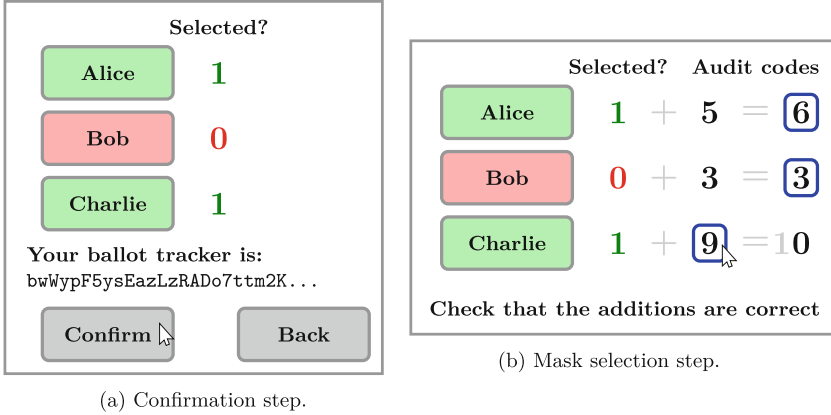 Selected?
Alice 1
Bob 0
Charlie 1
Your ballot tracker is:
bwWypF5ysEazLzRADo7ttm2K...
Confirm Back
(a) Confirmation step.
Selected? Audit codes
Alice 1 + 5 = 6
Bob 0 + 3 = 3
Charlie 1 + 9 = 10
Check that the additions are correct
(b) Mask selection step.